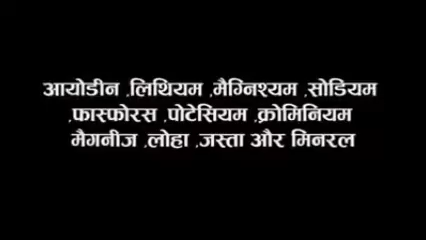 आयोडीन ,लिथियम ,मैग्निश्यम ,सोडियम
,फास्फोरस ,पोटेसियम ,क्रोमिनियम
मैगनीज ,लोहा ,जस्ता और मिनरल